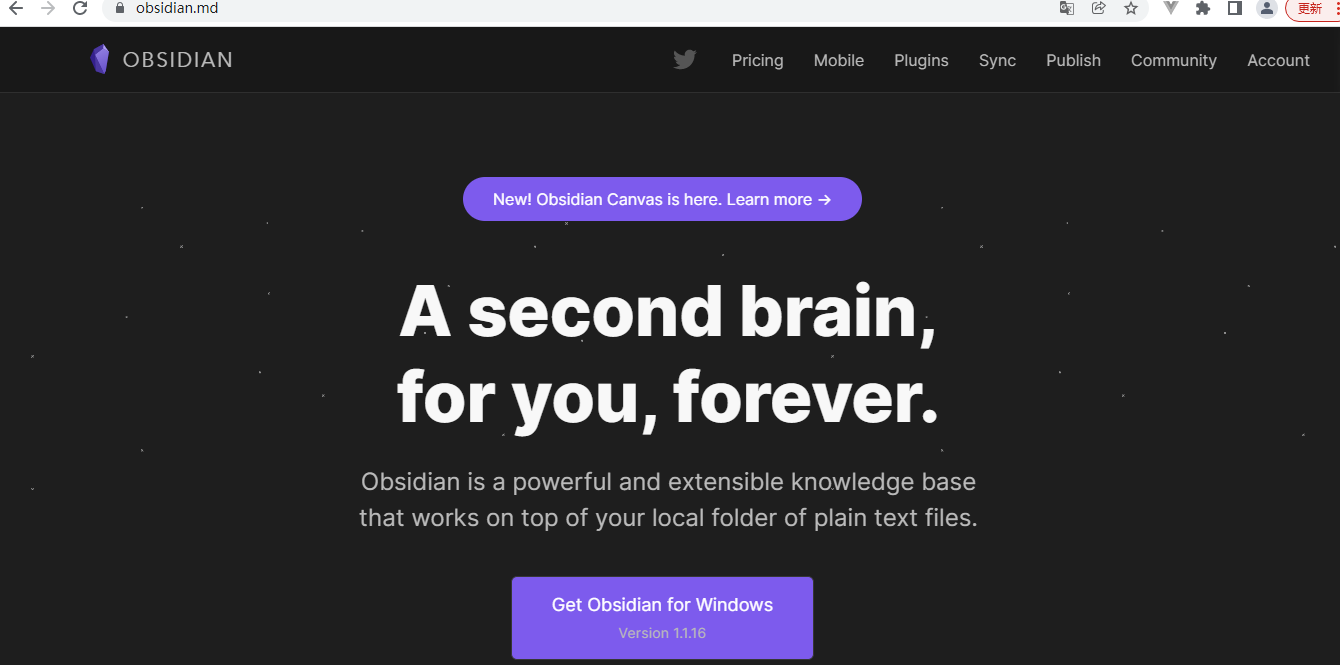 obsidian.md
更新
OBSIDIAN
Pricing
Mobile
Plugins
Sync
Publish
Community
Account
New! Obsidian Canvas is here. Learn more →
A second brain,
for you, forever.
Obsidian is a powerful and extensible knowledge base
that works on top of your local folder of plain text files.
Get Obsidian for Windows
Version 1.1.16